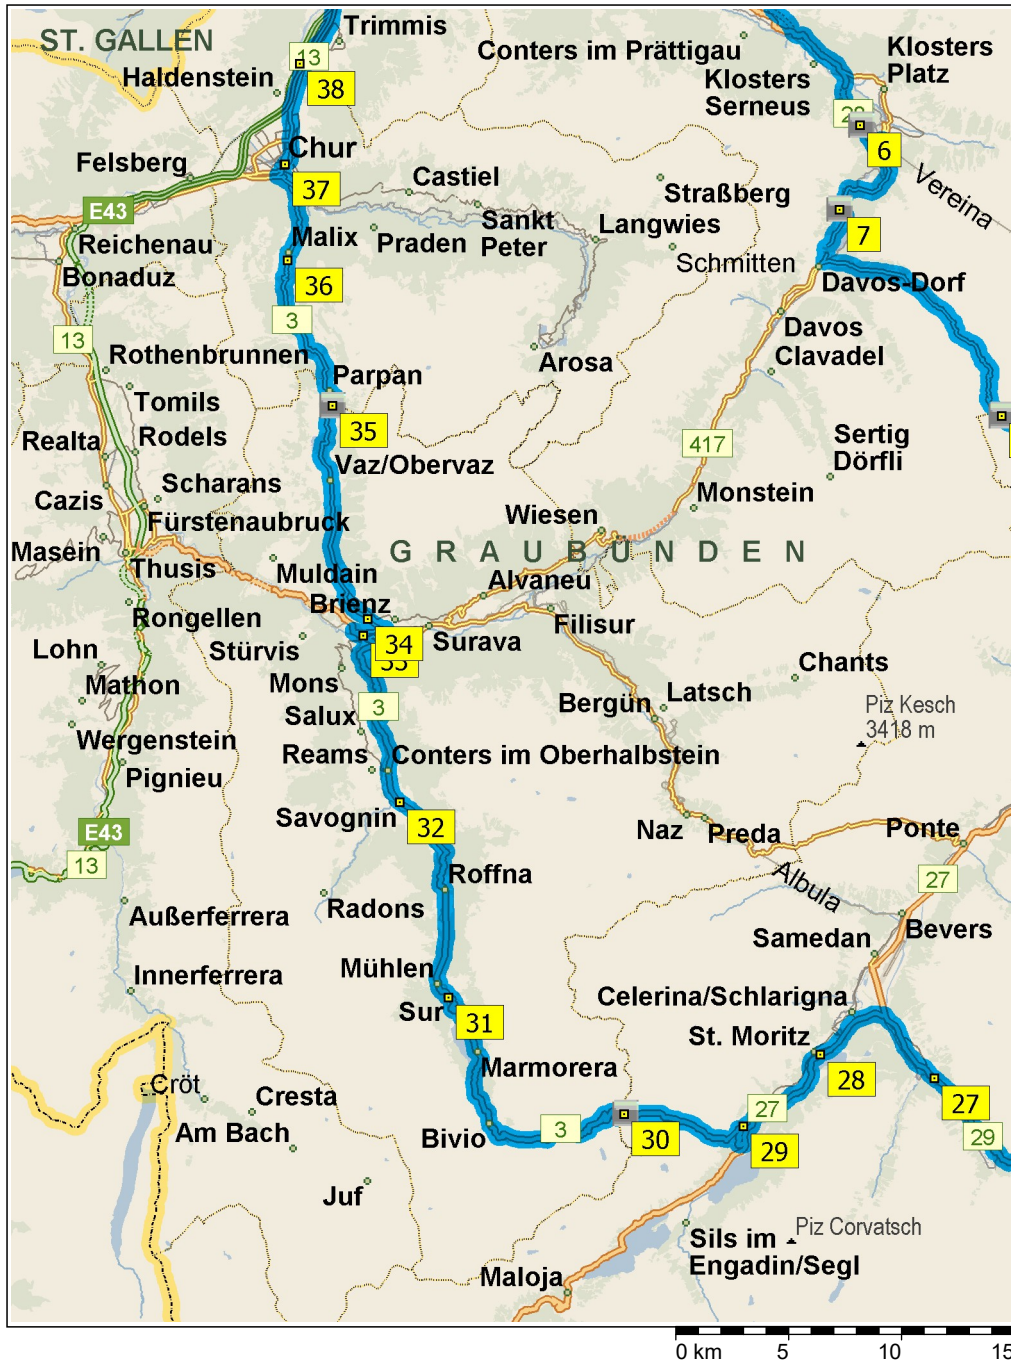 ST. GALLEN
Trimmis
13
Haldenstein
38
Conters im Prättigau
Klosters
Platz
Klosters
Serneus
28
6
Chur
Felsberg
37
Castiel
Straßberg
Vereina
E43
Reichenau
Malix
Praden
Sankt
Peter
Langwies
7
Bonaduz
36
Schmitten
Davos-Dorf
3
13
Rothenbrunnen
Davos
Clavadel
Arosa
Parpan
Tomils
Rodels
35
Realta
417
Sertig
Dörfli
Vaz/Obervaz
Cazis
Scharans
Monstein
Fürstenaubruck
Wiesen
Masein
GRAUBÜNDEN
Thusis
Muldain
Alvaneu
Brienz
Rongellen
34
33
Surava
Filisur
Lohn
Stürvis
Chants
Mathon
Mons
Latsch
Salux
3
Bergün
Piz Kesch
3418 m
Wergenstein
Reams
Conters im Oberhalbstein
Pignieu
Savognin
32
Naz
Preda
Ponte
E43
13
Roffna
Albula
27
Außerferrera
Radons
Bevers
Samedan
Innerferrera
Mühlen
Celerina/Schlarigna
Sur
31
St. Moritz
Marmorera
28
27
Cröt
Cresta
27
Am Bach
Bivio
3
30
29
29
Juf
Piz Corvatsch
Sils im
Engadin/Segl
Maloja
0 km
5
10
15